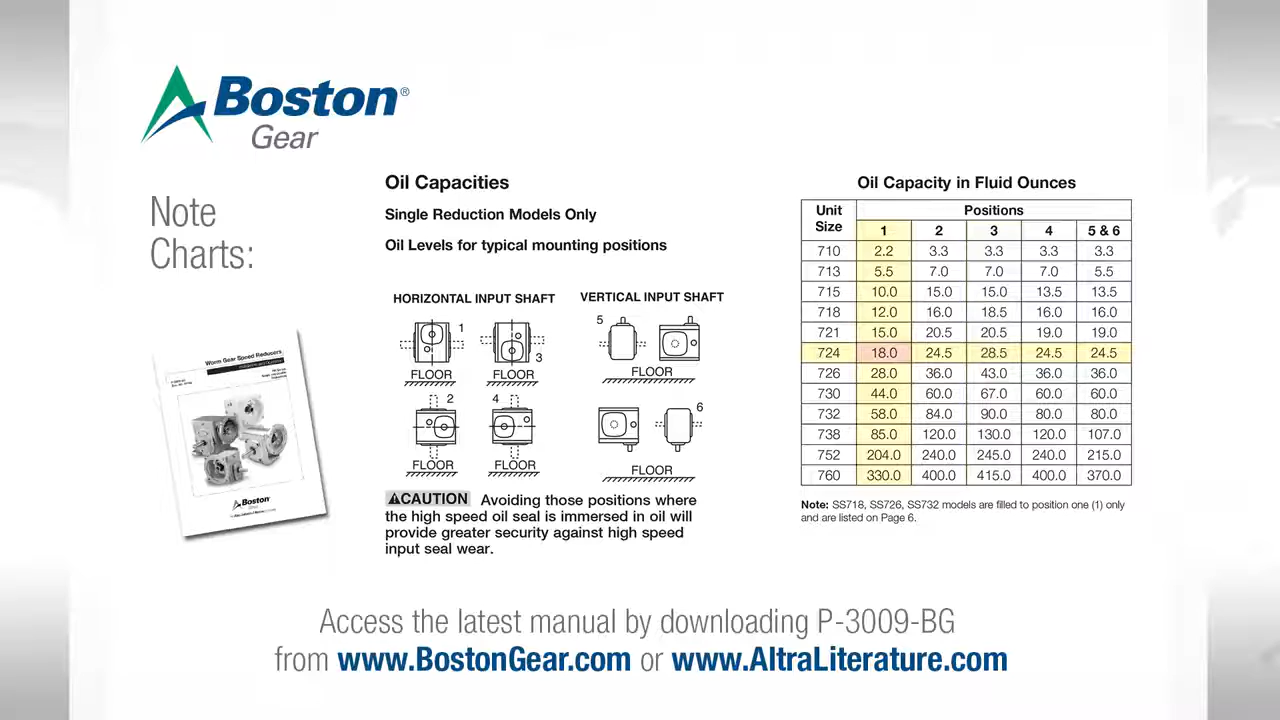 Boston®
Gear
Note
Charts:
Worm Gear Speed Reducers
Boston
Gear
Oil Capacities
Single Reduction Models Only
Oil Levels for typical mounting positions
HORIZONTAL INPUT SHAFT
VERTICAL INPUT SHAFT
1
3
5
FLOOR
FLOOR
FLOOR
2
4
6
FLOOR
FLOOR
FLOOR
CAUTION Avoiding those positions where
the high speed oil seal is immersed in oil will
provide greater security against high speed
input seal wear.
Oil Capacity in Fluid Ounces
Unit Size Positions
1 2 3 4 5 & 6
710 2.2 3.3 3.3 3.3 3.3
713 5.5 7.0 7.0 7.0 5.5
715 10.0 15.0 15.0 13.5 13.5
718 12.0 16.0 18.5 16.0 16.0
721 15.0 20.5 20.5 19.0 19.0
724 18.0 24.5 28.5 24.5 24.5
726 28.0 36.0 43.0 36.0 36.0
730 44.0 60.0 67.0 60.0 60.0
732 58.0 84.0 90.0 80.0 80.0
738 85.0 120.0 130.0 120.0 107.0
752 204.0 240.0 245.0 240.0 215.0
760 330.0 400.0 415.0 400.0 370.0
Note: SS718, SS726, SS732 models are filled to position one (1) only
and are listed on Page 6.
Access the latest manual by downloading P-3009-BG
from www.BostonGear.com or www.AltraLiterature.com